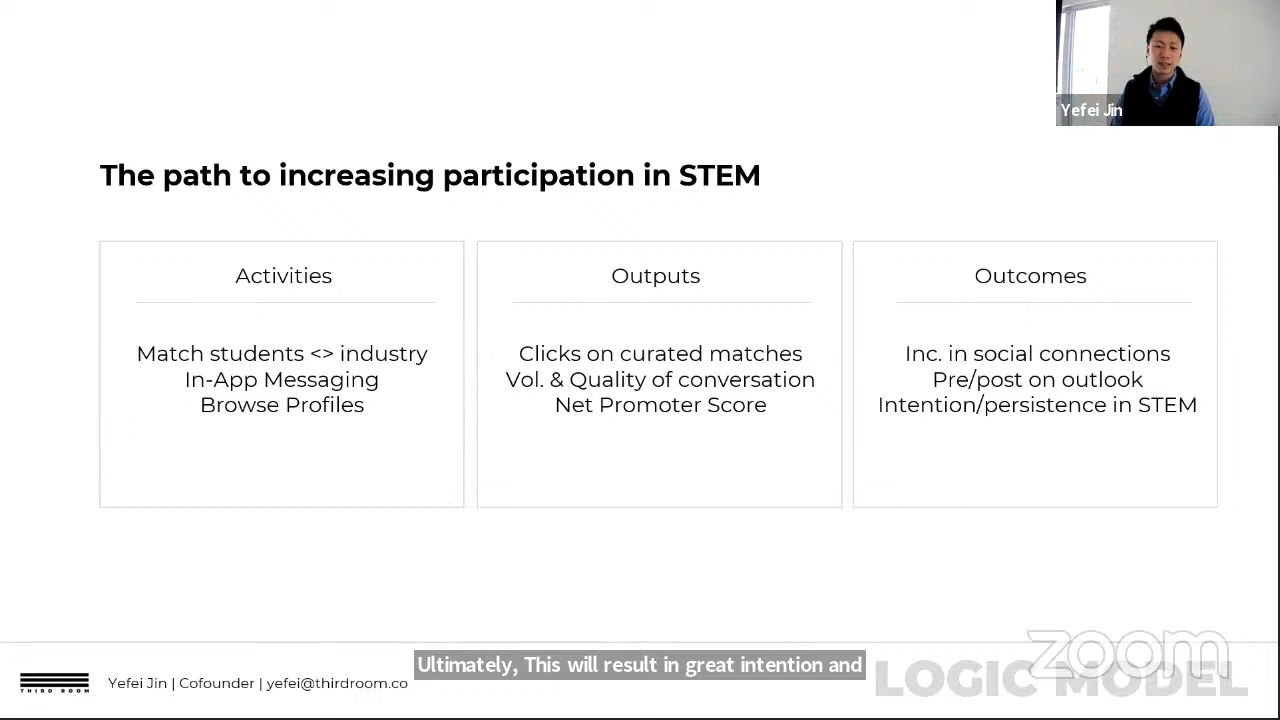 Yefei Jin
The path to increasing participation in STEM
Activities
Match students <> industry
In-App Messaging
Browse Profiles
Outputs
Clicks on curated matches
Vol. & Quality of conversation
Net Promoter Score
Outcomes
Inc. in social connections
Pre/post on outlook
Intention/persistence in STEM
Ultimately, This will result in great intention and
THIRD ROOM
Yefei Jin | Cofounder | yefei@thirdroom.co
zoom
LOGIC MODEL